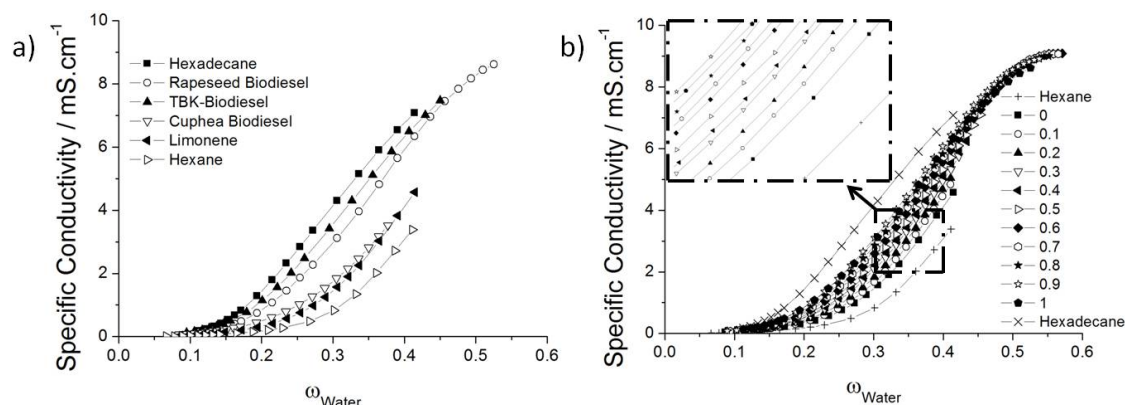 a)
Specific Conductivity / mS.cm⁻¹
8
6
4
2
0
Hexadecane
Rapeseed Biodiesel
TBK-Biodiesel
Cuphea Biodiesel
Limonene
Hexane
0.0 0.1 0.2 0.3 0.4 0.5 0.6
ωWater
b)
Specific Conductivity / mS.cm⁻¹
10
8
6
4
2
0
Hexane
0
0.1
0.2
0.3
0.4
0.5
0.6
0.7
0.8
0.9
1
Hexadecane
0.0 0.1 0.2 0.3 0.4 0.5 0.6
ωWater